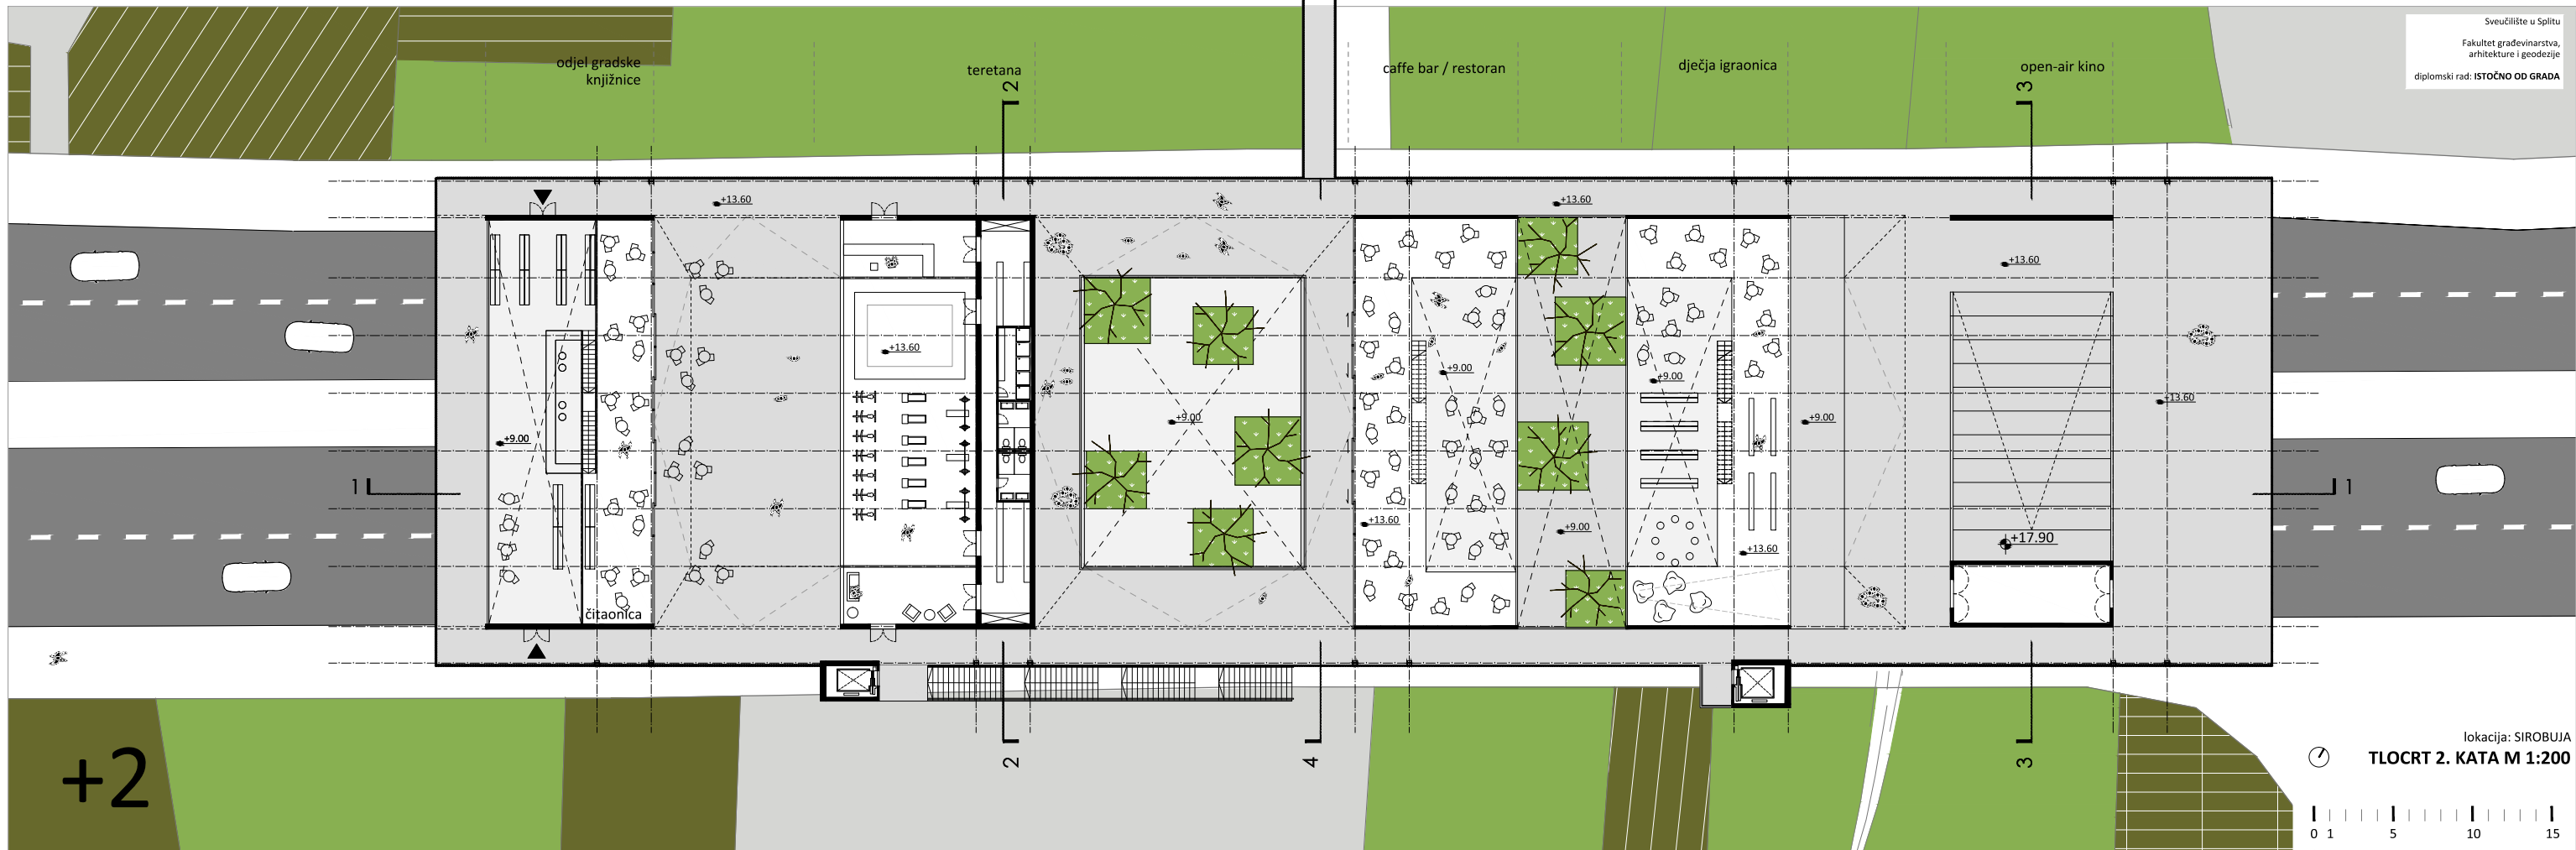 Sveučilište u Splitu
Fakultet građevinarstva,
arhitekture i geodezije
diplomski rad: ISTOČNO OD GRADA
odjel gradske
knjižnice
teretana
caffe bar / restoran
dječja igraonica
open-air kino
2
3
+13.60
+13.60
+13.60
+13.60
+9.00
+9.00
+9.00
+9.00
+13.60
+9.00
1
1
+13.60
+9.00
+17.90
+13.60
čitaonica
2
4
3
+2
lokacija: SIROBUJA
TLOCRT 2. KATA M 1:200
0 1 5 10 15